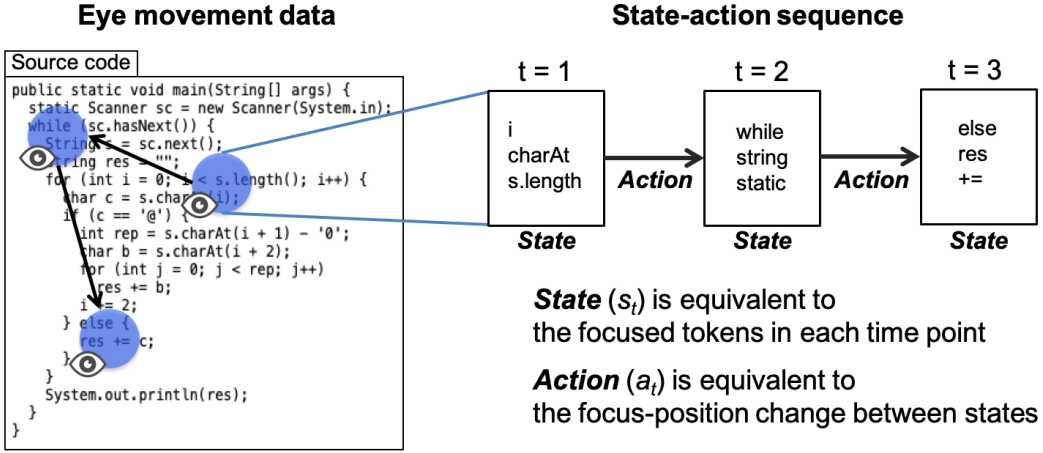 Eye movement data
Source code
public static void main(String[] args) {
static Scanner sc = new Scanner(System.in);
while (sc.hasNext()) {
String s = sc.next();
String res = "";
for (int i = 0; i < s.length(); i++) {
char c = s.charAt(i);
if (c == '@') {
int rep = s.charAt(i + 1) - '0';
char b = s.charAt(i + 2);
for (int j = 0; j < rep; j++)
res += b;
i += 2;
} else {
res += c;
}
}
System.out.println(res);
}
}
State-action sequence
t = 1
t = 2
t = 3
i
charAt
s.length
State
Action
while
string
static
State
Action
else
res
+=
State
State (st) is equivalent to
the focused tokens in each time point
Action (at) is equivalent to
the focus-position change between states